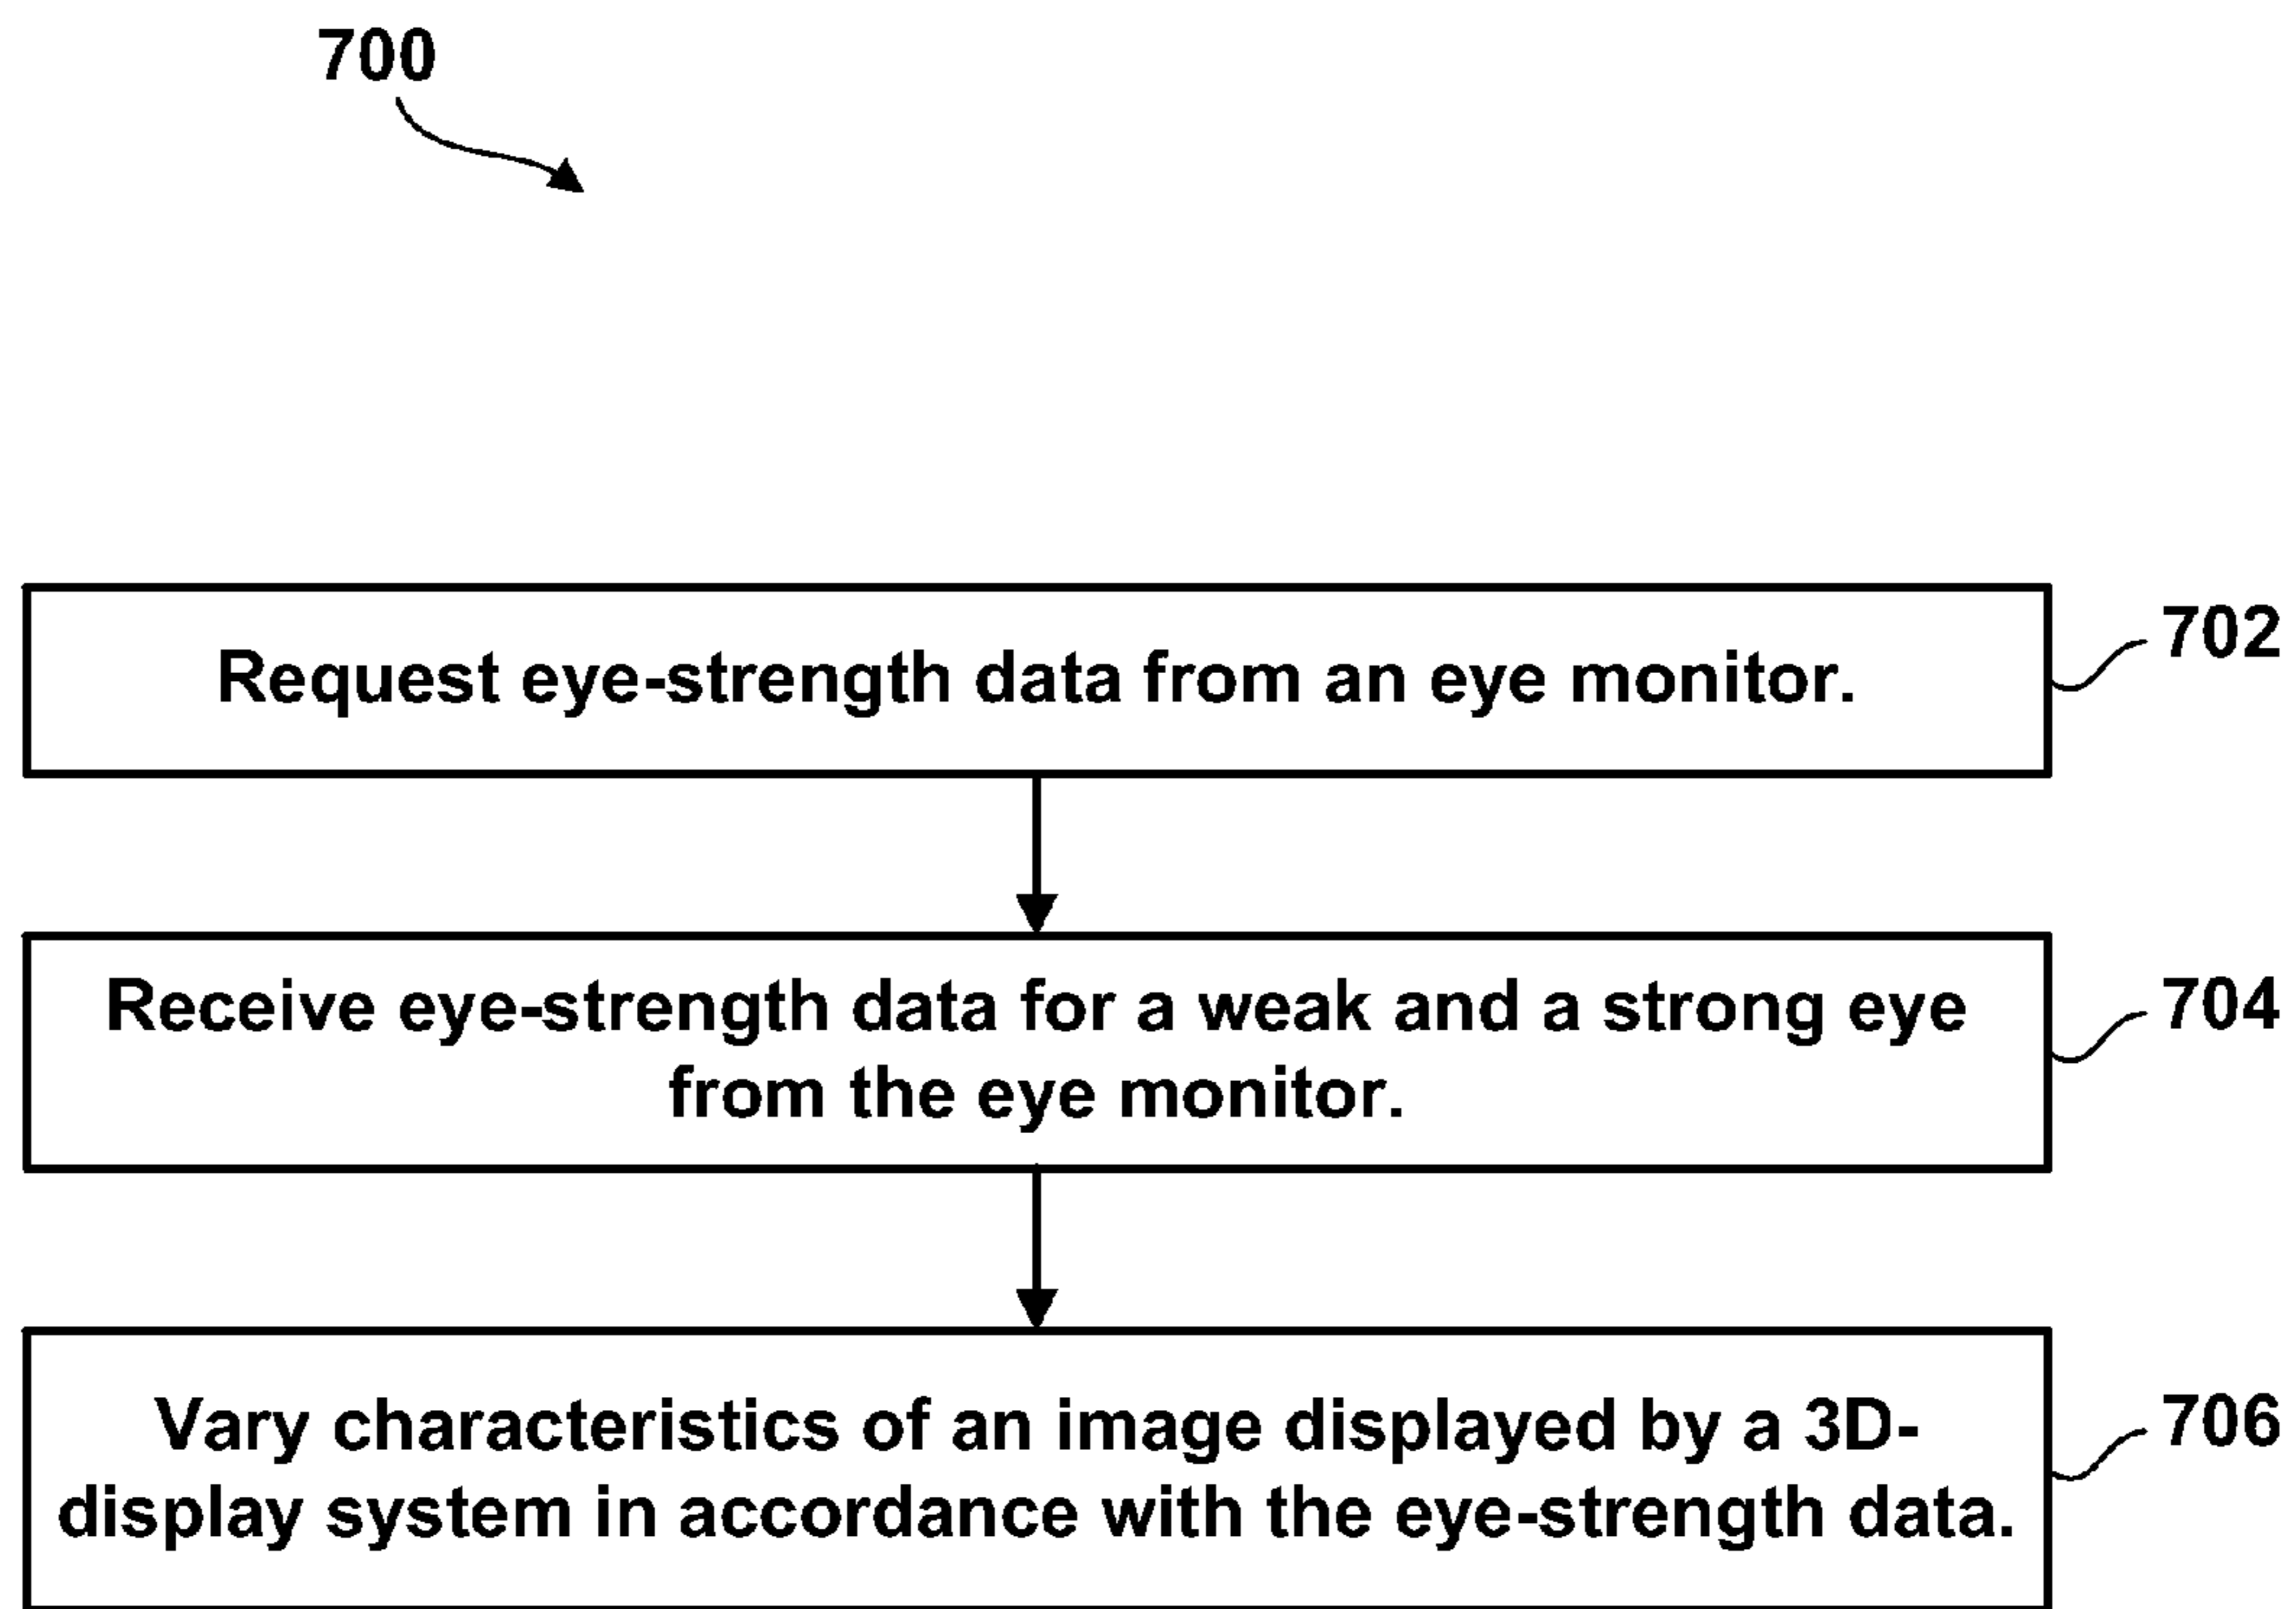 700
Request eye-strength data from an eye monitor.
702
Receive eye-strength data for a weak and a strong eye
from the eye monitor.
704
Vary characteristics of an image displayed by a 3D-
display system in accordance with the eye-strength data.
706